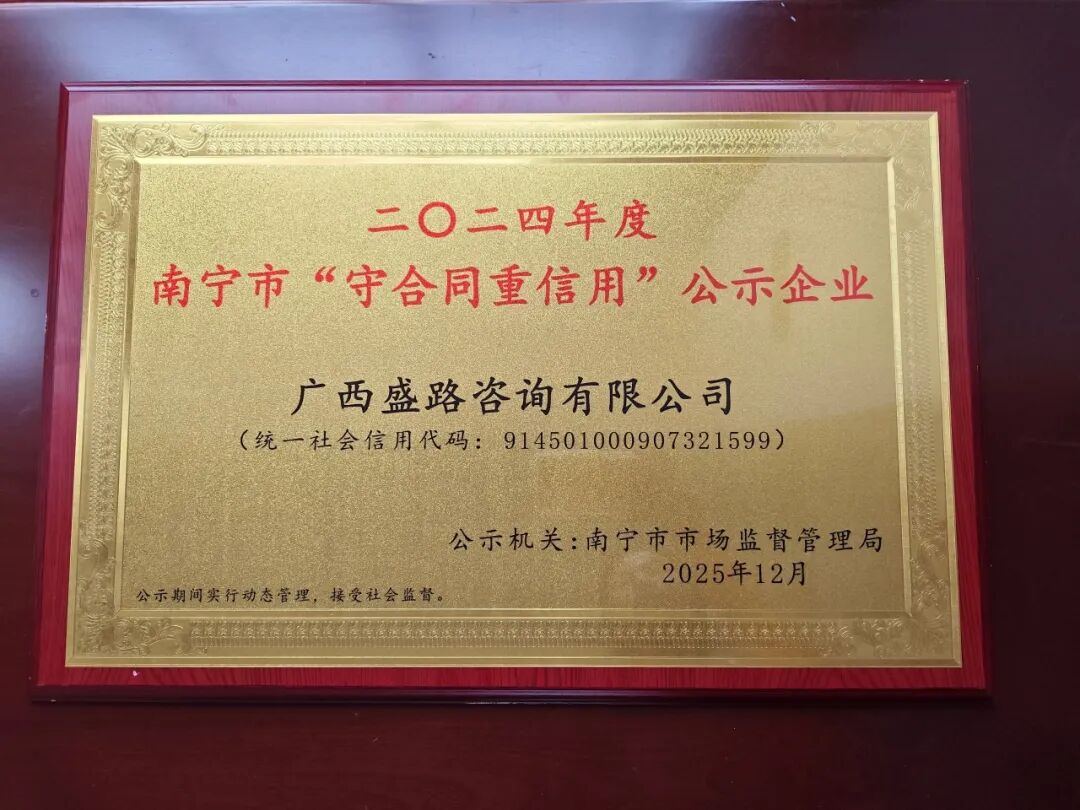 二〇二四年度
南宁市“守合同重信用”公示企业
广西盛路咨询有限公司
（统一社会信用代码：914501000907321599）
公示机关:南宁市市场监督管理局
2025年12月
公示期间实行动态管理，接受社会监督。